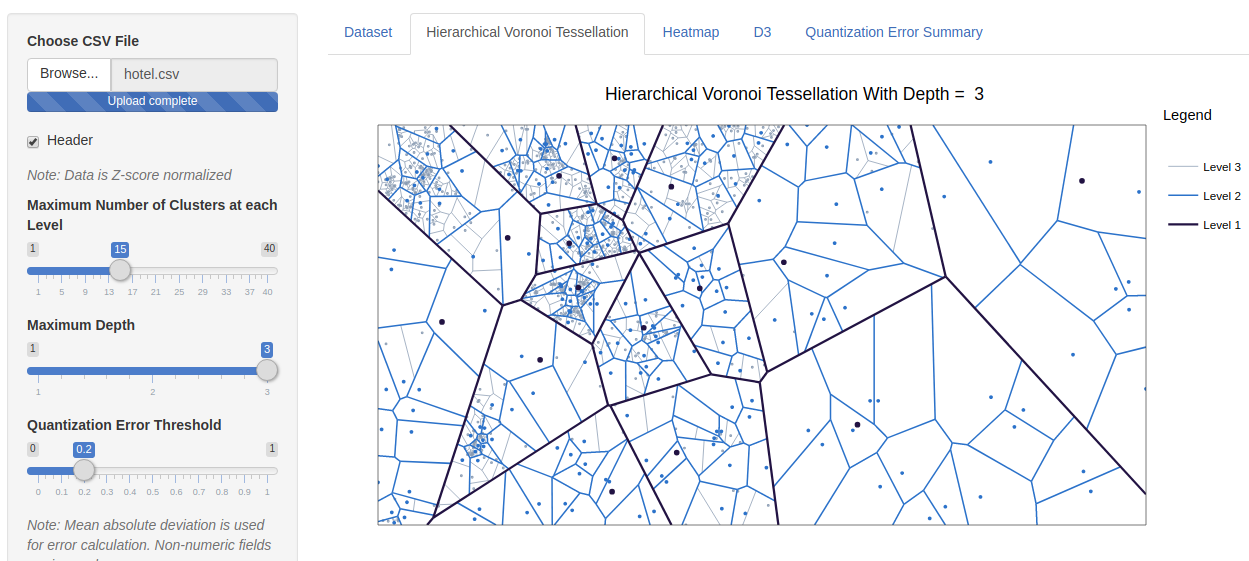 Choose CSV File
Browse... hotel.csv
Upload complete
Header
Note: Data is Z-score normalized
Maximum Number of Clusters at each
Level
1 15 40
1 5 9 13 17 21 25 29 33 37 40
Maximum Depth
1 3
1 2 3
Quantization Error Threshold
0 0.2 1
0 0.1 0.2 0.3 0.4 0.5 0.6 0.7 0.8 0.9 1
Note: Mean absolute deviation is used
for error calculation. Non-numeric fields
Dataset Hierarchical Voronoi Tessellation Heatmap D3 Quantization Error Summary
Hierarchical Voronoi Tessellation With Depth = 3
Legend
Level 3
Level 2
Level 1